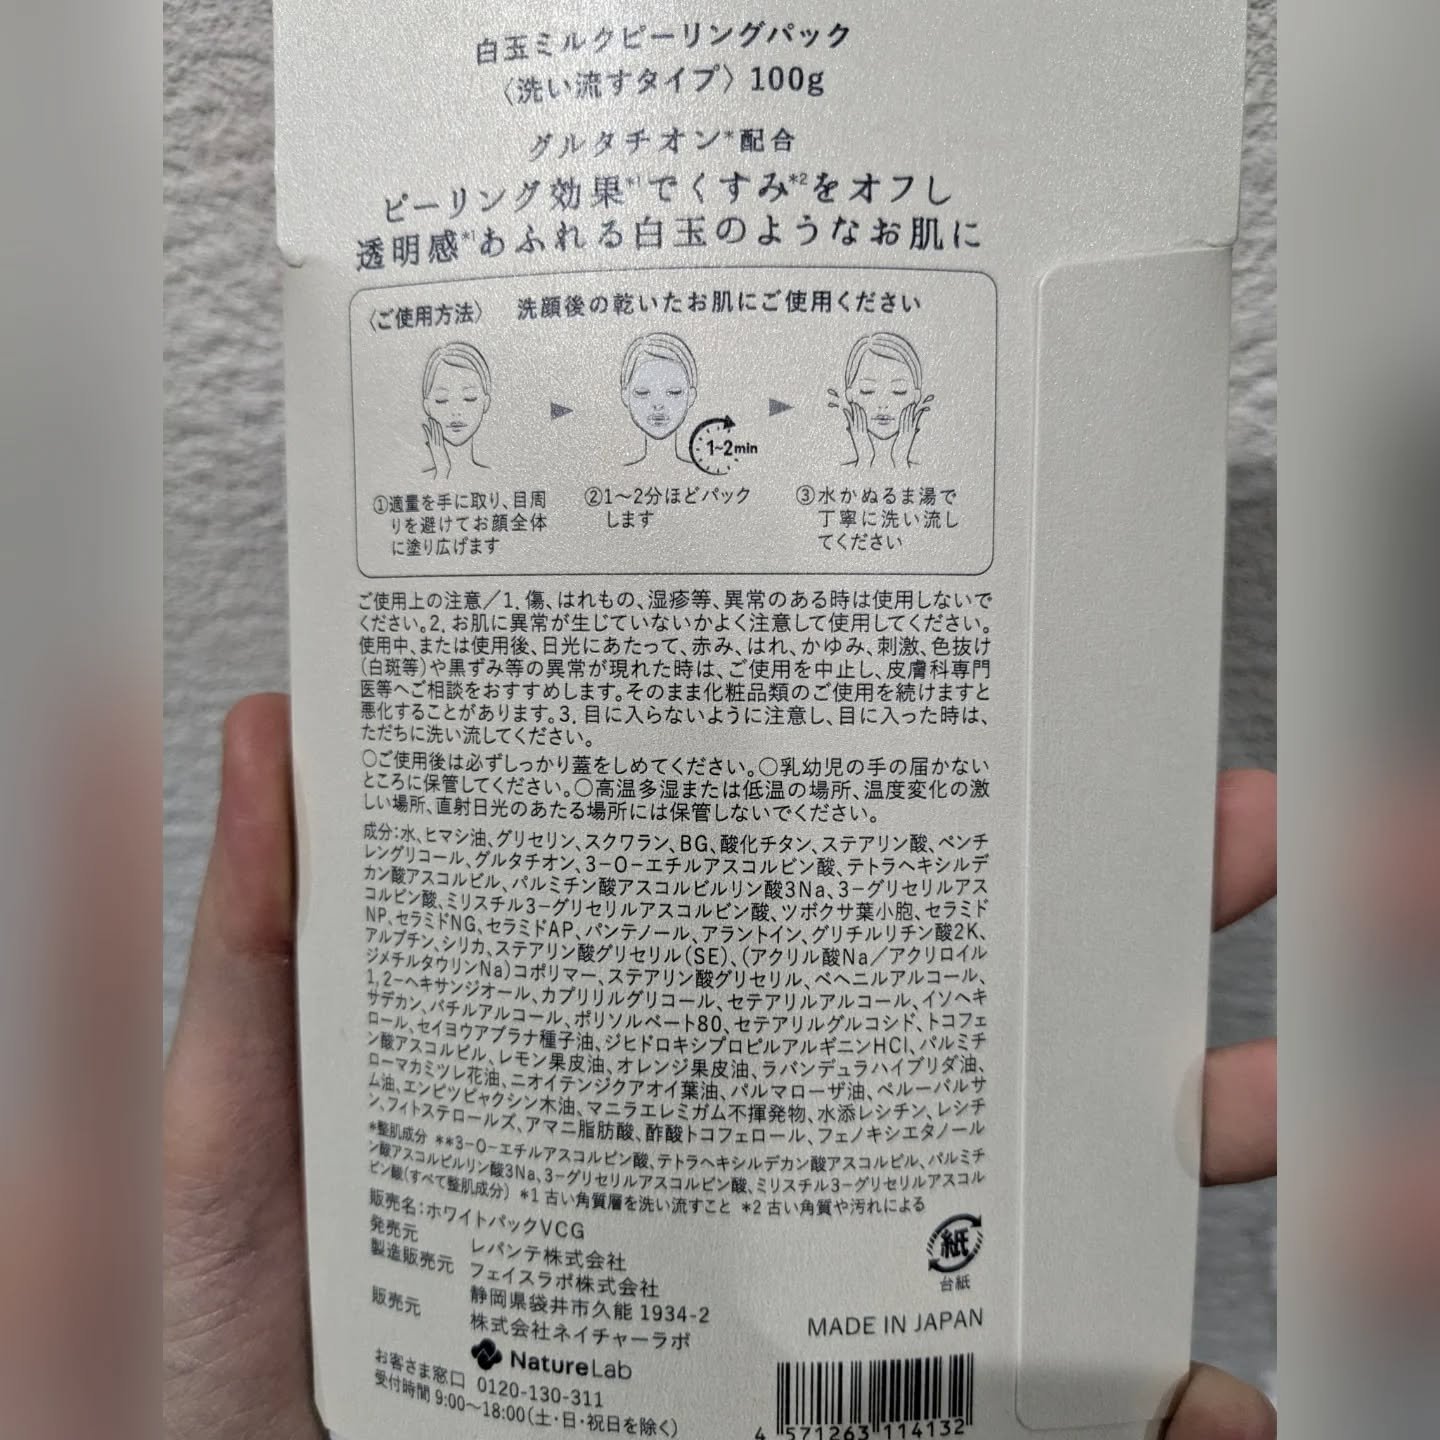 白玉ミルクピーリングパック
〈洗い流すタイプ〉100g
グルタチオン*配合
ピーリング効果*1でくすみ*2をオフし
透明感*1あふれる白玉のようなお肌に
〈ご使用方法〉 洗顔後の乾いたお肌にご使用ください
1~2min
①適量を手に取り、目周
りを避けてお顔全体
に塗り広げます
②1〜2分ほどパック
します
③水かぬるま湯で
丁寧に洗い流し
てください
ご使用上の注意／1. 傷、はれもの、湿疹等、異常のある時は使用しないで
ください。2. お肌に異常が生じていないかよく注意して使用してください。
使用中、または使用後、日光にあたって、赤み、はれ、かゆみ、刺激、色抜け
(白斑等)や黒ずみ等の異常が現れた時は、ご使用を中止し、皮膚科専門
医等へご相談をおすすめします。そのまま化粧品類のご使用を続けますと
悪化することがあります。3. 目に入らないように注意し、目に入った時は、
ただちに洗い流してください。
○ご使用後は必ずしっかり蓋をしめてください。○乳幼児の手の届かない
ところに保管してください。○高温多湿または低温の場所、温度変化の激
しい場所、直射日光のあたる場所には保管しないでください。
成分：水、ヒマシ油、グリセリン、スクワラン、BG、酸化チタン、ステアリン酸、ペンチ
レングリコール、グルタチオン、3−O−エチルアスコルビン酸、テトラヘキシルデ
カン酸アスコルビル、パルミチン酸アスコルビルリン酸3Na、3−グリセリルアス
コルビン酸、ミリスチル3−グリセリルアスコルビン酸、ツボクサ葉小胞、セラミド
NP、セラミドNG、セラミドAP、パンテノール、アラントイン、グリチルリチン酸2K、
アルブチン、シリカ、ステアリン酸グリセリル(SE)、(アクリル酸Na／アクリロイル
ジメチルタウリンNa)コポリマー、ステアリン酸グリセリル、ベヘニルアルコール、
1,2−ヘキサンジオール、カプリリルグリコール、セテアリルアルコール、イソヘキ
サデカン、バチルアルコール、ポリソルベート80、セテアリルグルコシド、トコフェ
ロール、セイヨウアブラナ種子油、ジヒドロキシプロピルアルギニンHCl、パルミチ
ン酸アスコルビル、レモン果皮油、オレンジ果皮油、ラバンデュラハイブリダ油、
ローマカミツレ花油、ニオイテンジクアオイ葉油、パルマローザ油、ペルーバルサ
ム油、エンピツビャクシン木油、マニラエレミガム不揮発物、水添レシチン、レシチ
ン、フィトステロールズ、アマニ脂肪酸、酢酸トコフェロール、フェノキシエタノール
*整肌成分 **3−O−エチルアスコルビン酸、テトラヘキシルデカン酸アスコルビル、パルミチ
ン酸アスコルビルリン酸3Na、3−グリセリルアスコルビン酸、ミリスチル3−グリセリルアスコル
ビン酸(すべて整肌成分) *1 古い角質層を洗い流すこと *2 古い角質や汚れによる
販売名：ホワイトパックVCG
発売元 レバンテ株式会社
製造販売元 フェイスラボ株式会社
静岡県袋井市久能 1934-2
販売元 株式会社ネイチャーラボ
NatureLab
お客さま窓口 0120-130-311
受付時間 9:00〜18:00(土・日・祝日を除く)
紙
台紙
MADE IN JAPAN
4 571263 114132